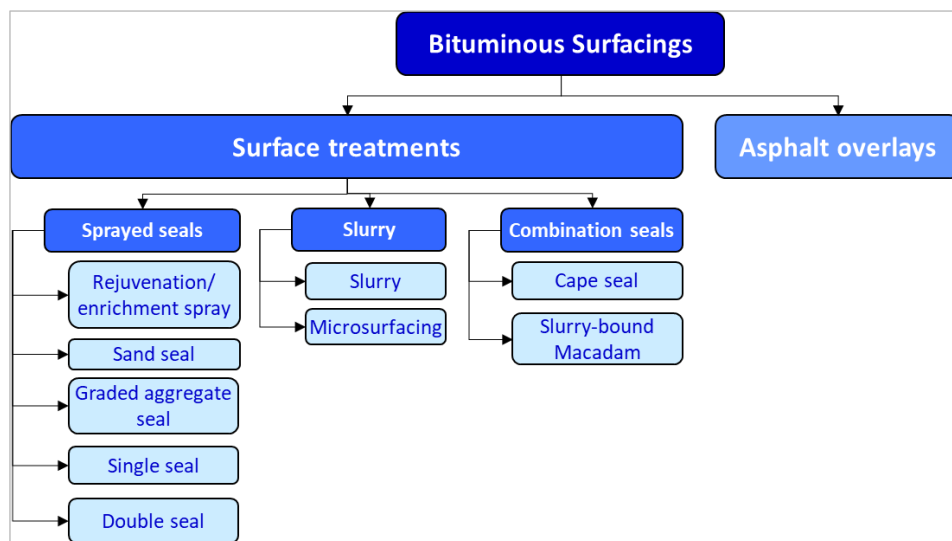 Bituminous Surfacings
Surface treatments
Asphalt overlays
Sprayed seals
Slurry
Combination seals
Rejuvenation/
enrichment spray
Sand seal
Graded aggregate
seal
Single seal
Double seal
Slurry
Microsurfacing
Cape seal
Slurry-bound
Macadam